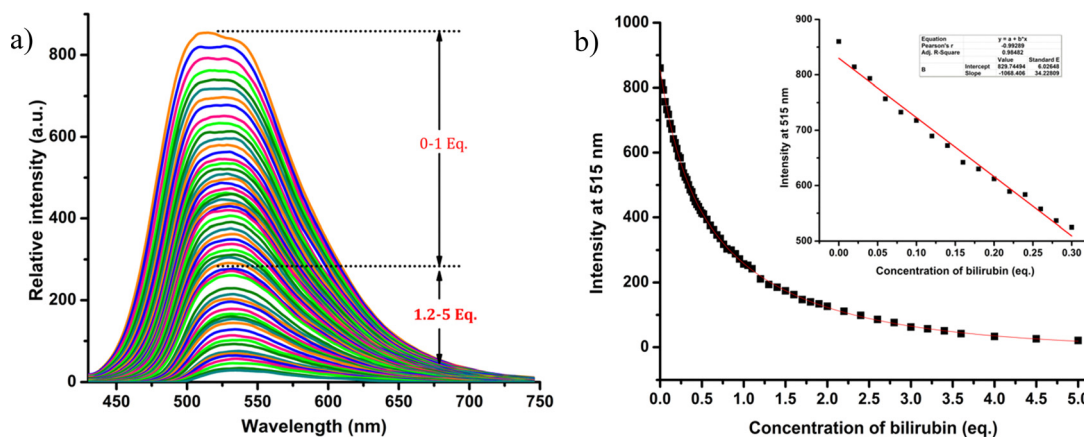 a)
Relative intensity (a.u.)
800
600
400
200
0
0-1 Eq.
1.2-5 Eq.
450 500 550 600 650 700 750
Wavelength (nm)
b)
Intensity at 515 nm
1000
800
600
400
200
0
0.0 0.5 1.0 1.5 2.0 2.5 3.0 3.5 4.0 4.5 5.0
Concentration of bilirubin (eq.)
Intensity at 515 nm
900
800
700
600
500
0.00 0.05 0.10 0.15 0.20 0.25 0.30
Concentration of bilirubin (eq.)
Equation y = a + b*x
Pearson's r -0.99289
Adj. R-Square 0.98482
Value Standard E
B Intercept 829.74494 6.02648
Slope -1068.406 34.22809